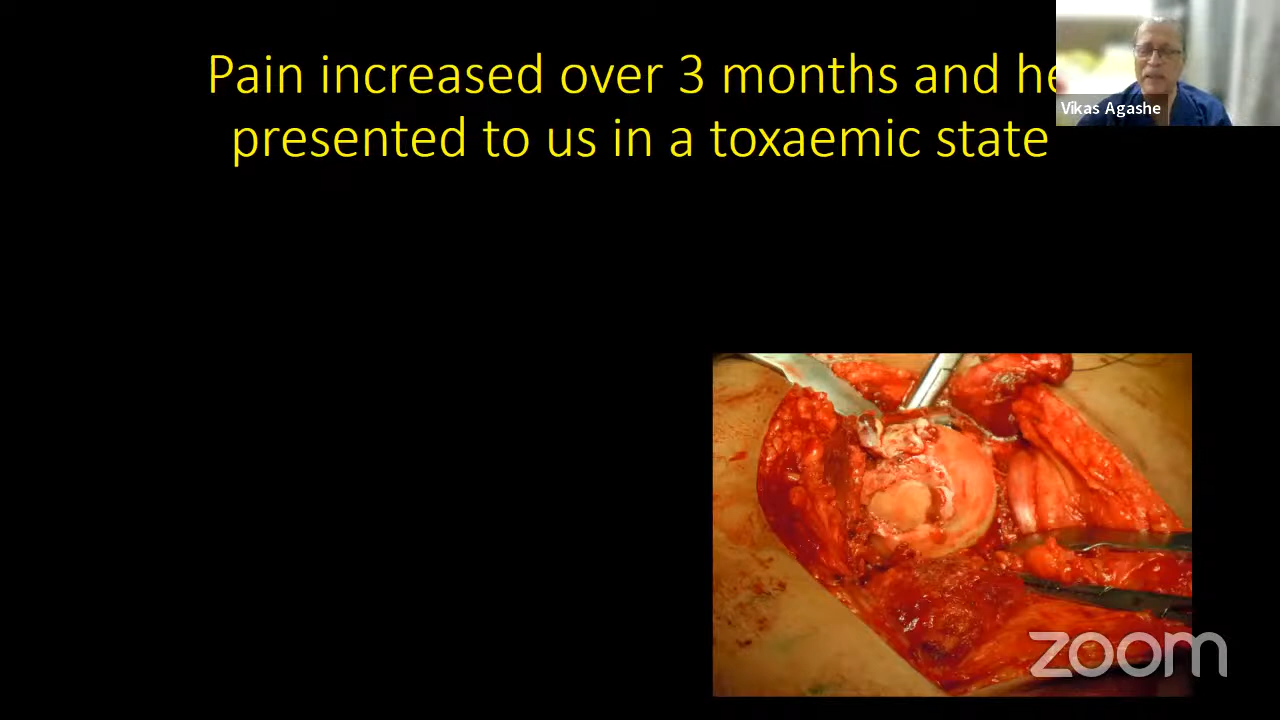 Pain increased over 3 months and he
presented to us in a toxaemic state
Vikas Agashe
zoom